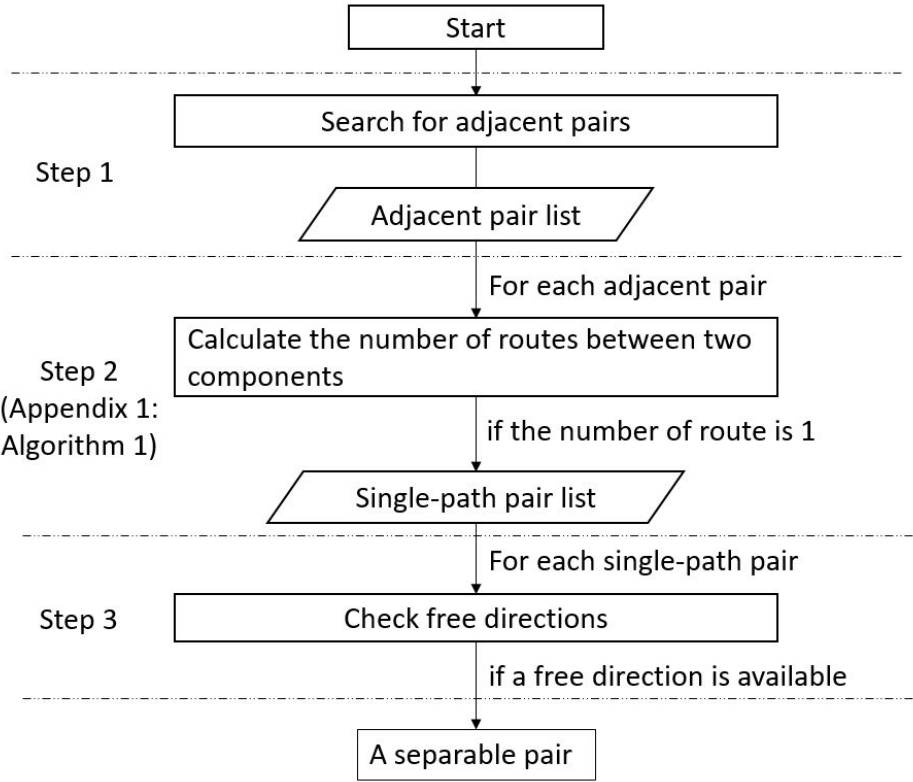 Start
Search for adjacent pairs
Step 1
Adjacent pair list
For each adjacent pair
Calculate the number of routes between two
components
Step 2
(Appendix 1:
Algorithm 1)
if the number of route is 1
Single-path pair list
For each single-path pair
Step 3
Check free directions
if a free direction is available
A separable pair